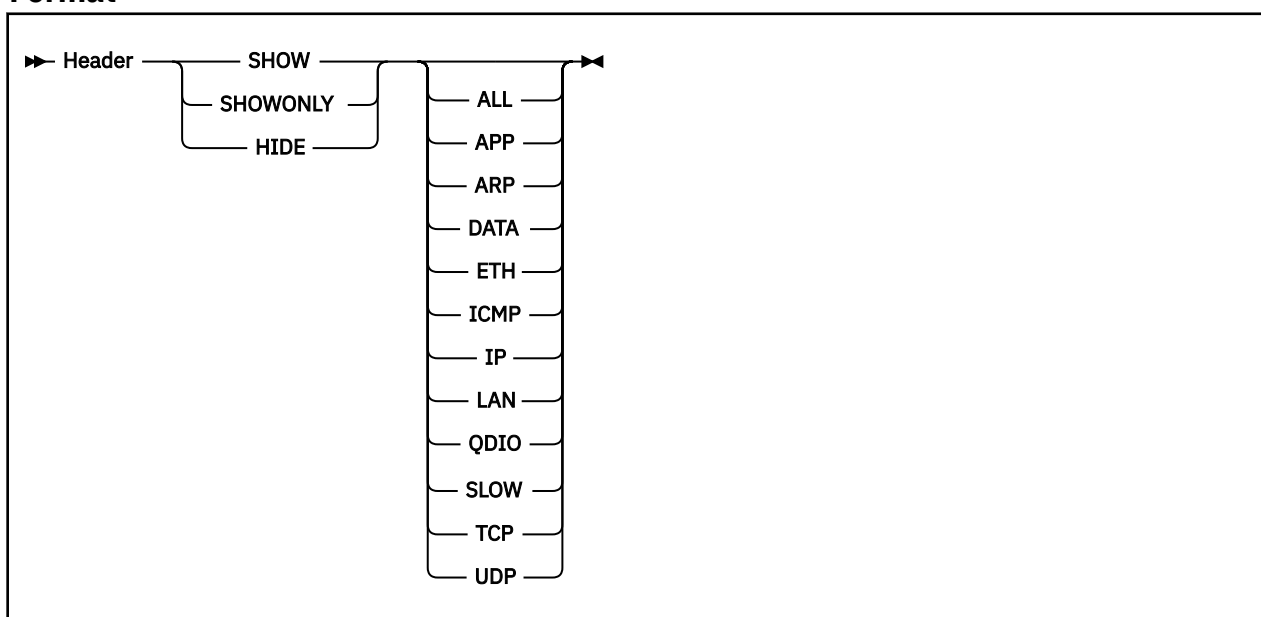 Format
Header SHOW
SHOWONLY ALL
HIDE APP
ARP
DATA
ETH
ICMP
IP
LAN
QDIO
SLOW
TCP
UDP